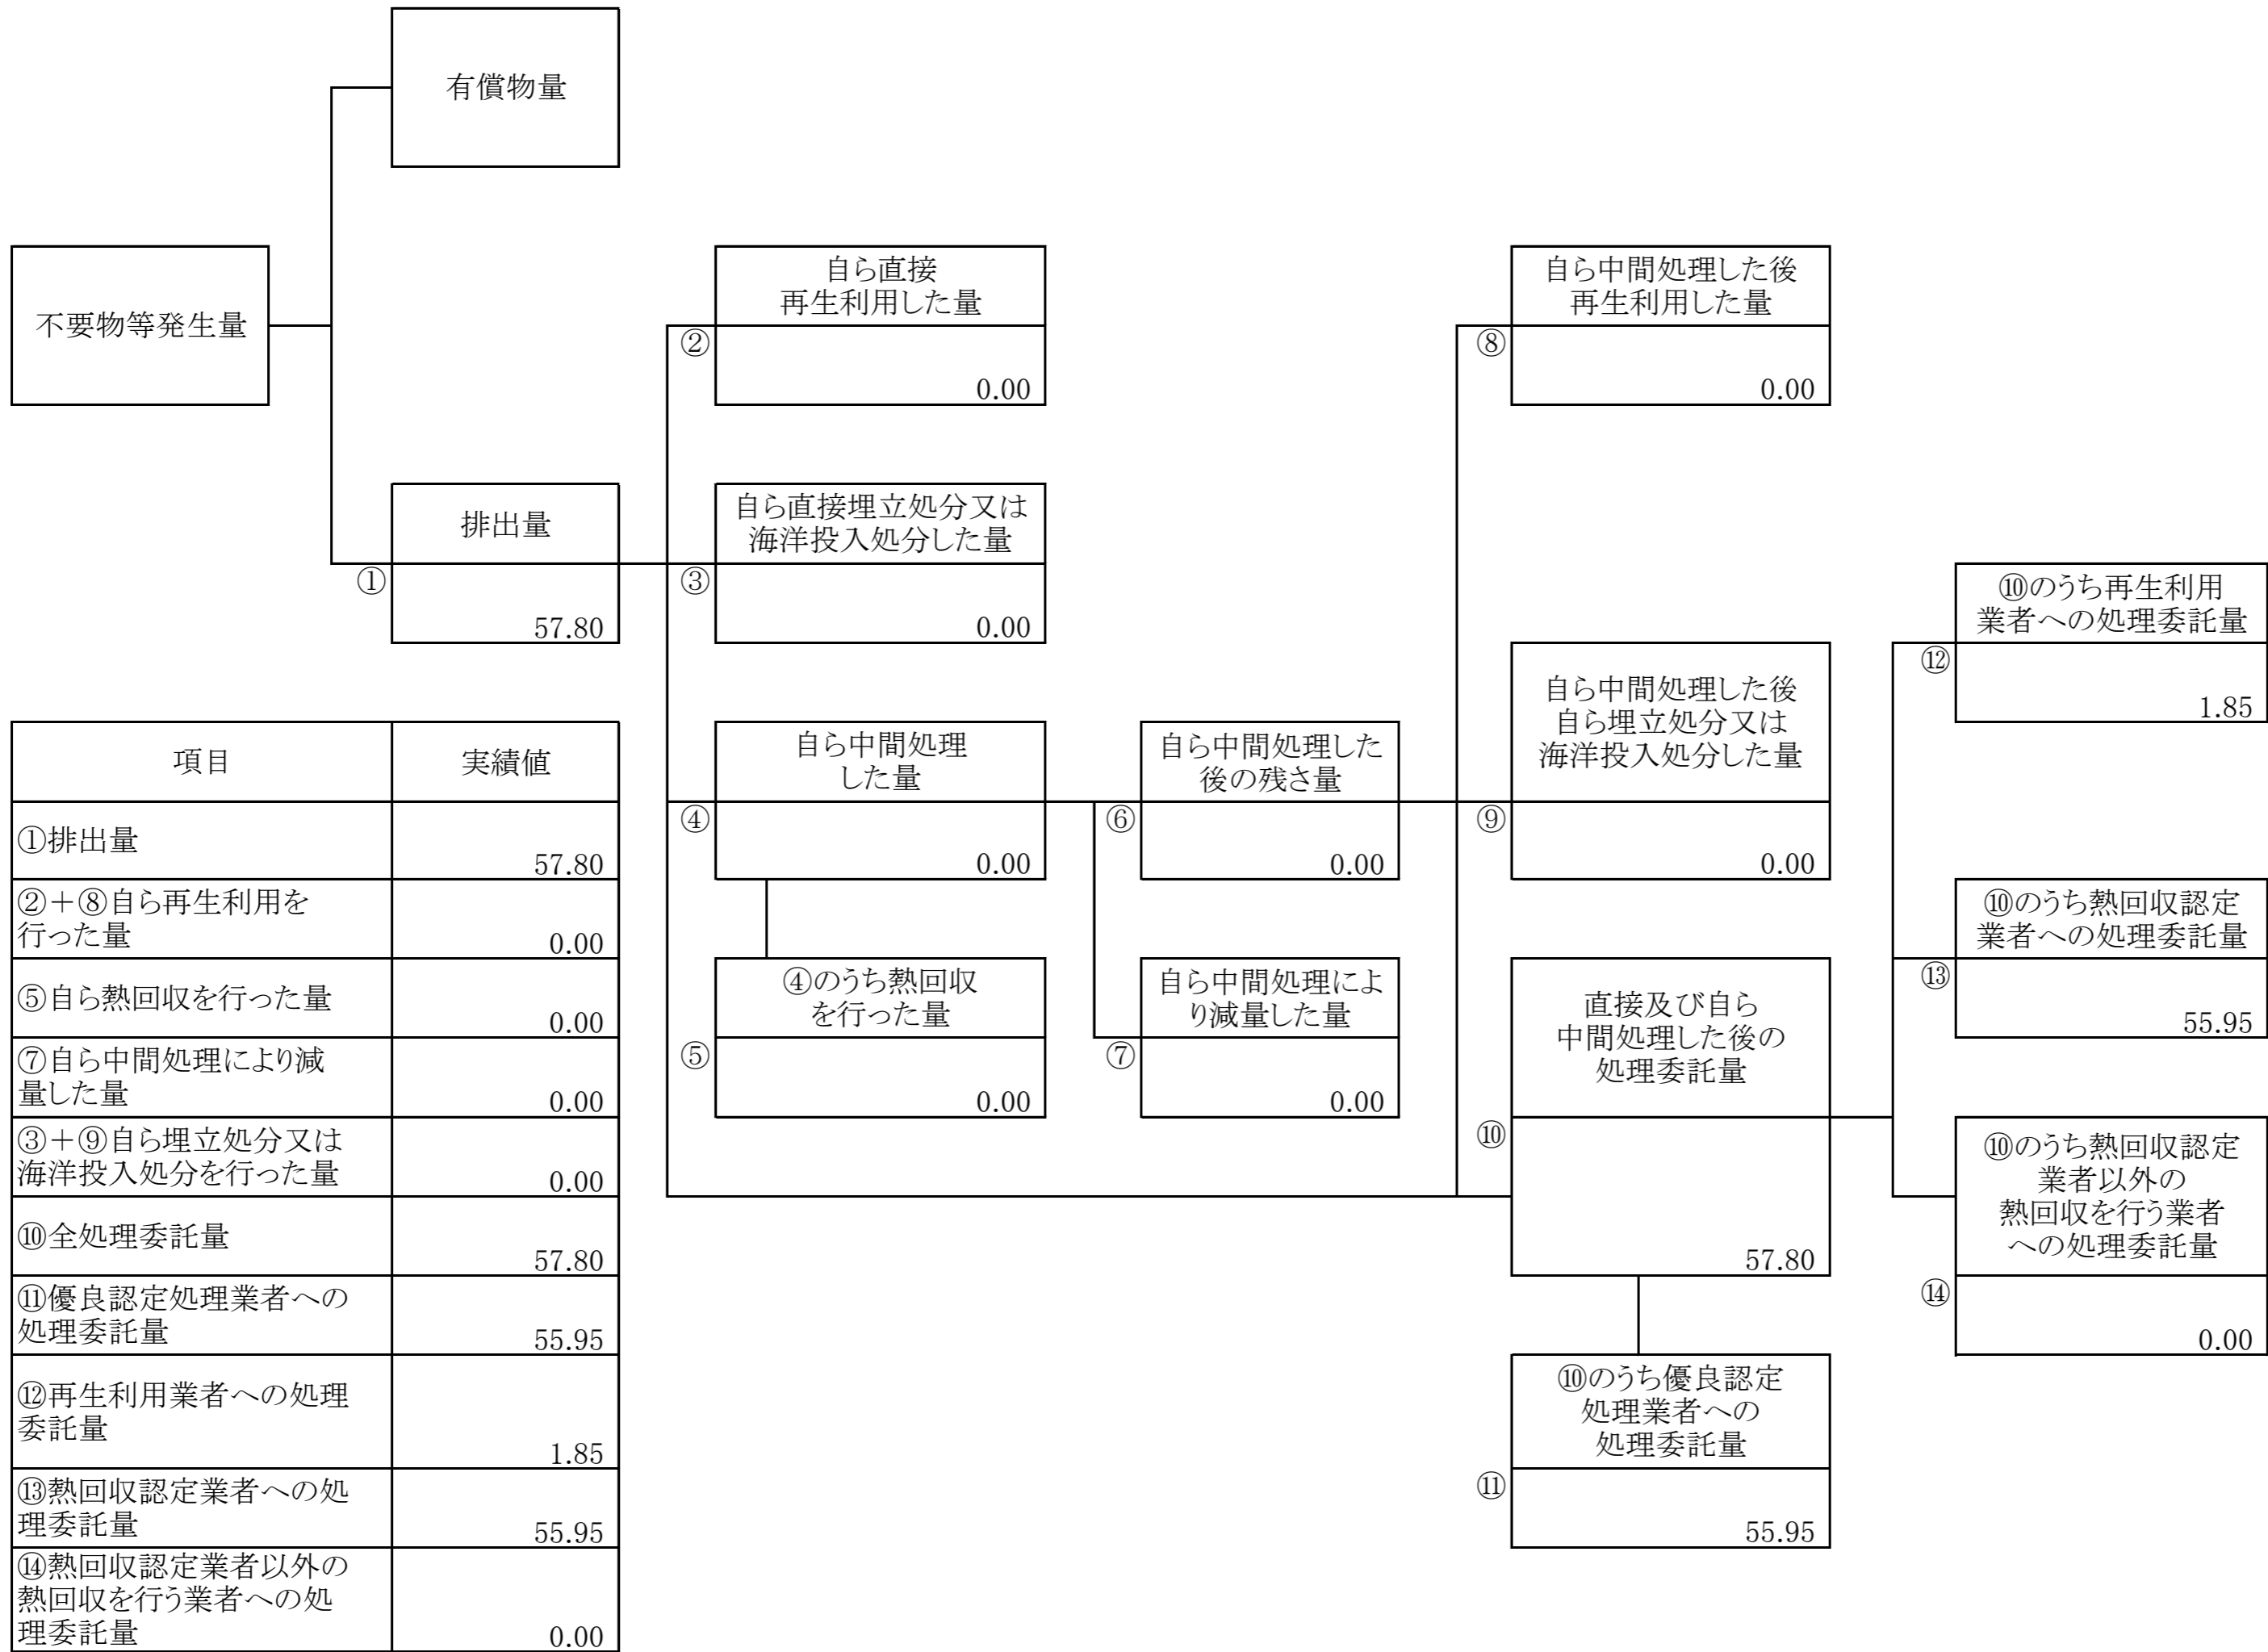 有償物量
不要物等発生量
自ら直接
再生利用した量
②
0.00
自ら中間処理した後
再生利用した量
⑧
0.00
排出量
①
57.80
自ら直接埋立処分又は
海洋投入処分した量
③
0.00
⑩のうち再生利用
業者への処理委託量
⑫
1.85
自ら中間処理
した量
④
0.00
自ら中間処理した
後の残さ量
⑥
0.00
自ら中間処理した後
自ら埋立処分又は
海洋投入処分した量
⑨
0.00
⑩のうち熱回収認定
業者への処理委託量
⑬
55.95
④のうち熱回収
を行った量
⑤
0.00
自ら中間処理によ
り減量した量
⑦
0.00
直接及び自ら
中間処理した後の
処理委託量
⑩
57.80
⑩のうち熱回収認定
業者以外の
熱回収を行う業者
への処理委託量
⑭
0.00
⑩のうち優良認定
処理業者への
処理委託量
⑪
55.95
項目 実績値
①排出量
57.80
②＋⑧自ら再生利用を
行った量
0.00
⑤自ら熱回収を行った量
0.00
⑦自ら中間処理により減
量した量
0.00
③＋⑨自ら埋立処分又は
海洋投入処分を行った量
0.00
⑩全処理委託量
57.80
⑪優良認定処理業者への
処理委託量
55.95
⑫再生利用業者への処理
委託量
1.85
⑬熱回収認定業者への処
理委託量
55.95
⑭熱回収認定業者以外の
熱回収を行う業者への処
理委託量
0.00